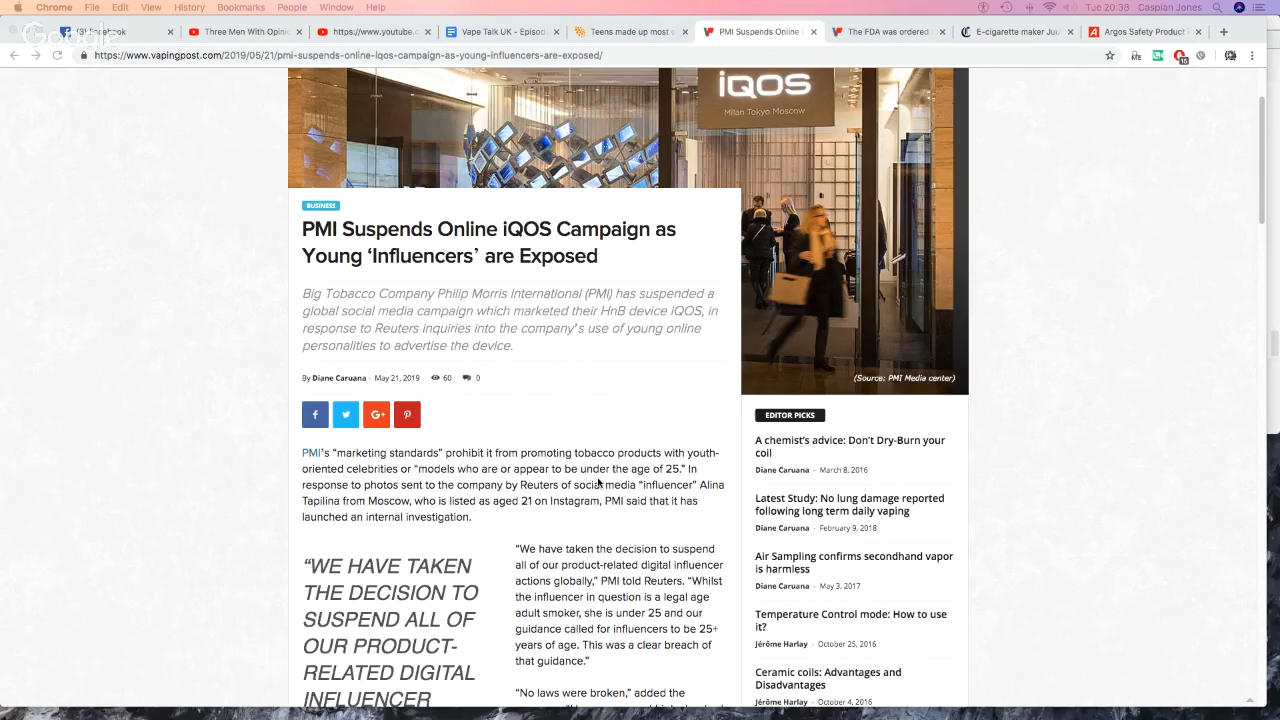 Chrome File Edit View History Bookmarks People Window Help
Tue 20:38 Caspian Jones
Google
(3) Facebook
Three Men With Opini
https://www.youtube.c
Vape Talk UK - Episod
Teens made up most o
PMI Suspends Online i
The FDA was ordered t
E-cigarette maker Juu
Argos Safety Product A
https://www.vapingpost.com/2019/05/21/pmi-suspends-online-iqos-campaign-as-young-influencers-are-exposed/
15
iQOS
Milan Tokyo Moscow
(Source: PMI Media center)
BUSINESS
PMI Suspends Online iQOS Campaign as
Young ‘Influencers’ are Exposed
Big Tobacco Company Philip Morris International (PMI) has suspended a
global social media campaign which marketed their HnB device iQOS, in
response to Reuters inquiries into the company’s use of young online
personalities to advertise the device.
By Diane Caruana - May 21, 2019 60 0
PMI’s “marketing standards” prohibit it from promoting tobacco products with youth-
oriented celebrities or “models who are or appear to be under the age of 25.” In
response to photos sent to the company by Reuters of social media “influencer” Alina
Tapilina from Moscow, who is listed as aged 21 on Instagram, PMI said that it has
launched an internal investigation.
“WE HAVE TAKEN
THE DECISION TO
SUSPEND ALL OF
OUR PRODUCT-
RELATED DIGITAL
INFLUENCER
“We have taken the decision to suspend
all of our product-related digital influencer
actions globally,” PMI told Reuters. “Whilst
the influencer in question is a legal age
adult smoker, she is under 25 and our
guidance called for influencers to be 25+
years of age. This was a clear breach of
that guidance.”
“No laws were broken,” added the
EDITOR PICKS
A chemist’s advice: Don’t Dry-Burn your
coil
Diane Caruana - March 8, 2016
Latest Study: No lung damage reported
following long term daily vaping
Diane Caruana - February 9, 2018
Air Sampling confirms secondhand vapor
is harmless
Diane Caruana - May 3, 2017
Temperature Control mode: How to use
it?
Jérôme Harlay - October 25, 2016
Ceramic coils: Advantages and
Disadvantages
Jérôme Harlay - October 4, 2016